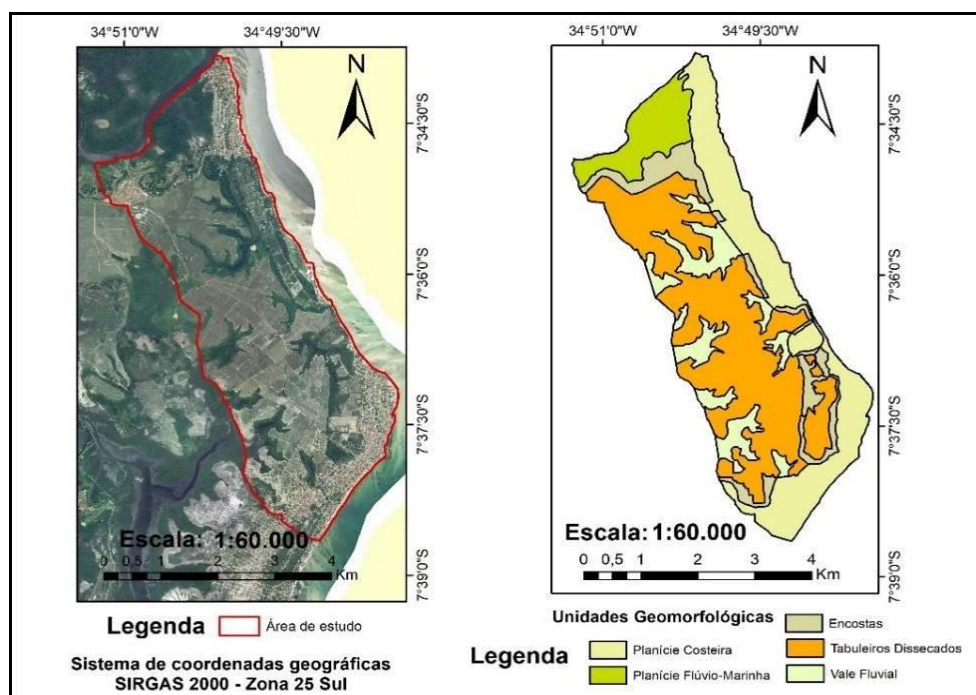 34°51'0"W 34°49'30"W
N
7°34'30"S
7°36'0"S
7°37'30"S
7°39'0"S
Escala: 1:60.000
0 0,5 1 2 3 4
Km
Legenda Área de estudo
Sistema de coordenadas geográficas
SIRGAS 2000 - Zona 25 Sul
34°51'0"W 34°49'30"W
N
7°34'30"S
7°36'0"S
7°37'30"S
7°39'0"S
Escala: 1:60.000
0 0,5 1 2 3 4
Km
Unidades Geomorfológicas
Legenda
Planície Costeira
Planície Flúvio-Marinha
Encostas
Tabuleiros Dissecados
Vale Fluvial